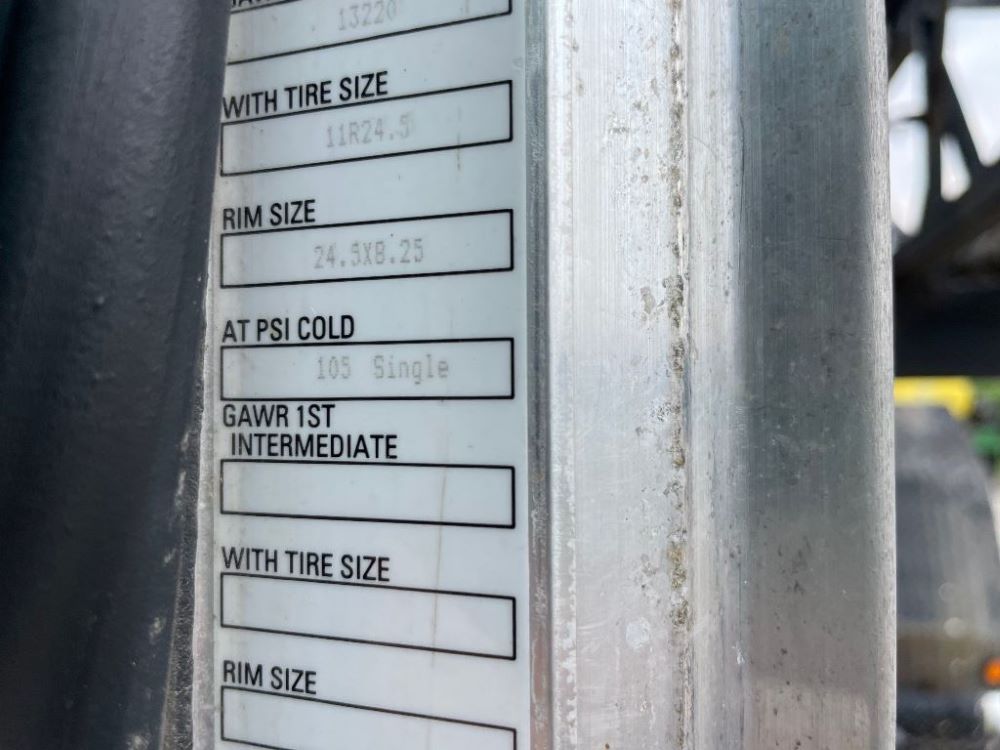 13220
WITH TIRE SIZE
11R24.5
RIM SIZE
24.5X8.25
AT PSI COLD
105 Single
GAWR 1ST
INTERMEDIATE
WITH TIRE SIZE
RIM SIZE